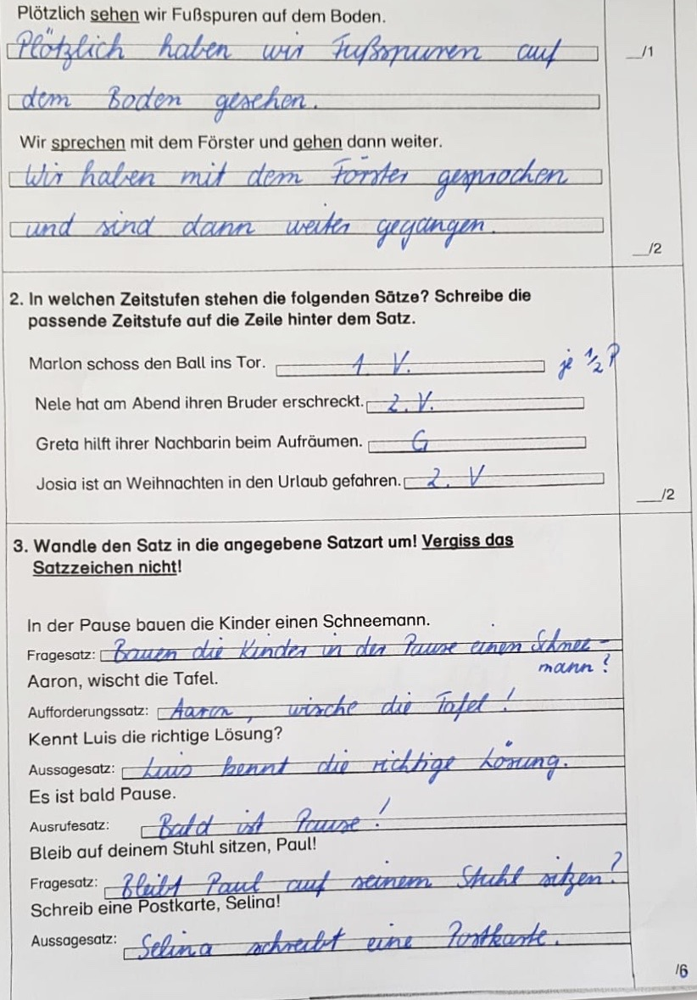 Plötzlich sehen wir Fußspuren auf dem Boden.
Plötzlich haben wir Fußspuren auf
__/1
dem Boden gesehen.
Wir sprechen mit dem Förster und gehen dann weiter.
Wir haben mit dem Förster gesprochen
und sind dann weiter gegangen.
__/2
2. In welchen Zeitstufen stehen die folgenden Sätze? Schreibe die
passende Zeitstufe auf die Zeile hinter dem Satz.
Marlon schoss den Ball ins Tor. 1. V. je 1/2 P
Nele hat am Abend ihren Bruder erschreckt. 2. V.
Greta hilft ihrer Nachbarin beim Aufräumen. G
Josia ist an Weihnachten in den Urlaub gefahren. 2. V
___/2
3. Wandle den Satz in die angegebene Satzart um! Vergiss das
Satzzeichen nicht!
In der Pause bauen die Kinder einen Schneemann.
Fragesatz: Bauen die Kinder in der Pause einen Schnee-
mann?
Aaron, wischt die Tafel.
Aufforderungssatz: Aaron, wische die Tafel!
Kennt Luis die richtige Lösung?
Aussagesatz: Luis kennt die richtige Lösung.
Es ist bald Pause.
Ausrufesatz: Bald ist Pause!
Bleib auf deinem Stuhl sitzen, Paul!
Fragesatz: Bleibt Paul auf seinem Stuhl sitzen?
Schreib eine Postkarte, Selina!
Aussagesatz: Selina schreibt eine Postkarte.
/6